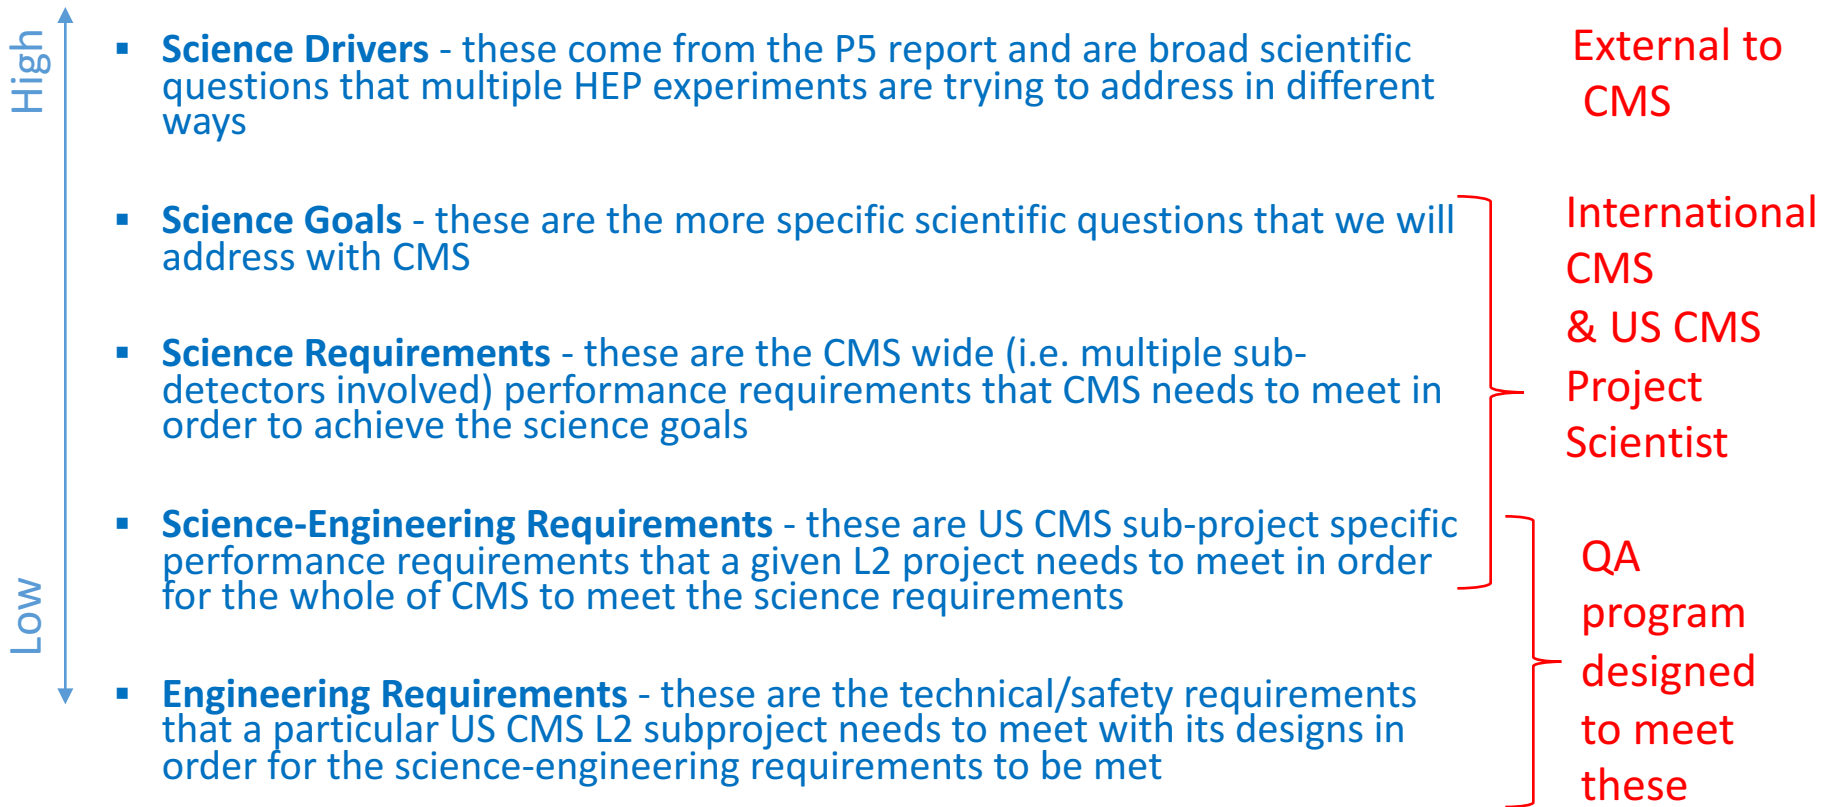 High
▪ Science Drivers - these come from the P5 report and are broad scientific
questions that multiple HEP experiments are trying to address in different
ways
External to
CMS
▪ Science Goals - these are the more specific scientific questions that we will
address with CMS
▪ Science Requirements - these are the CMS wide (i.e. multiple sub-
detectors involved) performance requirements that CMS needs to meet in
order to achieve the science goals
International
CMS
& US CMS
Project
Scientist
▪ Science-Engineering Requirements - these are US CMS sub-project specific
performance requirements that a given L2 project needs to meet in order
for the whole of CMS to meet the science requirements
Low
▪ Engineering Requirements - these are the technical/safety requirements
that a particular US CMS L2 subproject needs to meet with its designs in
order for the science-engineering requirements to be met
QA
program
designed
to meet
these